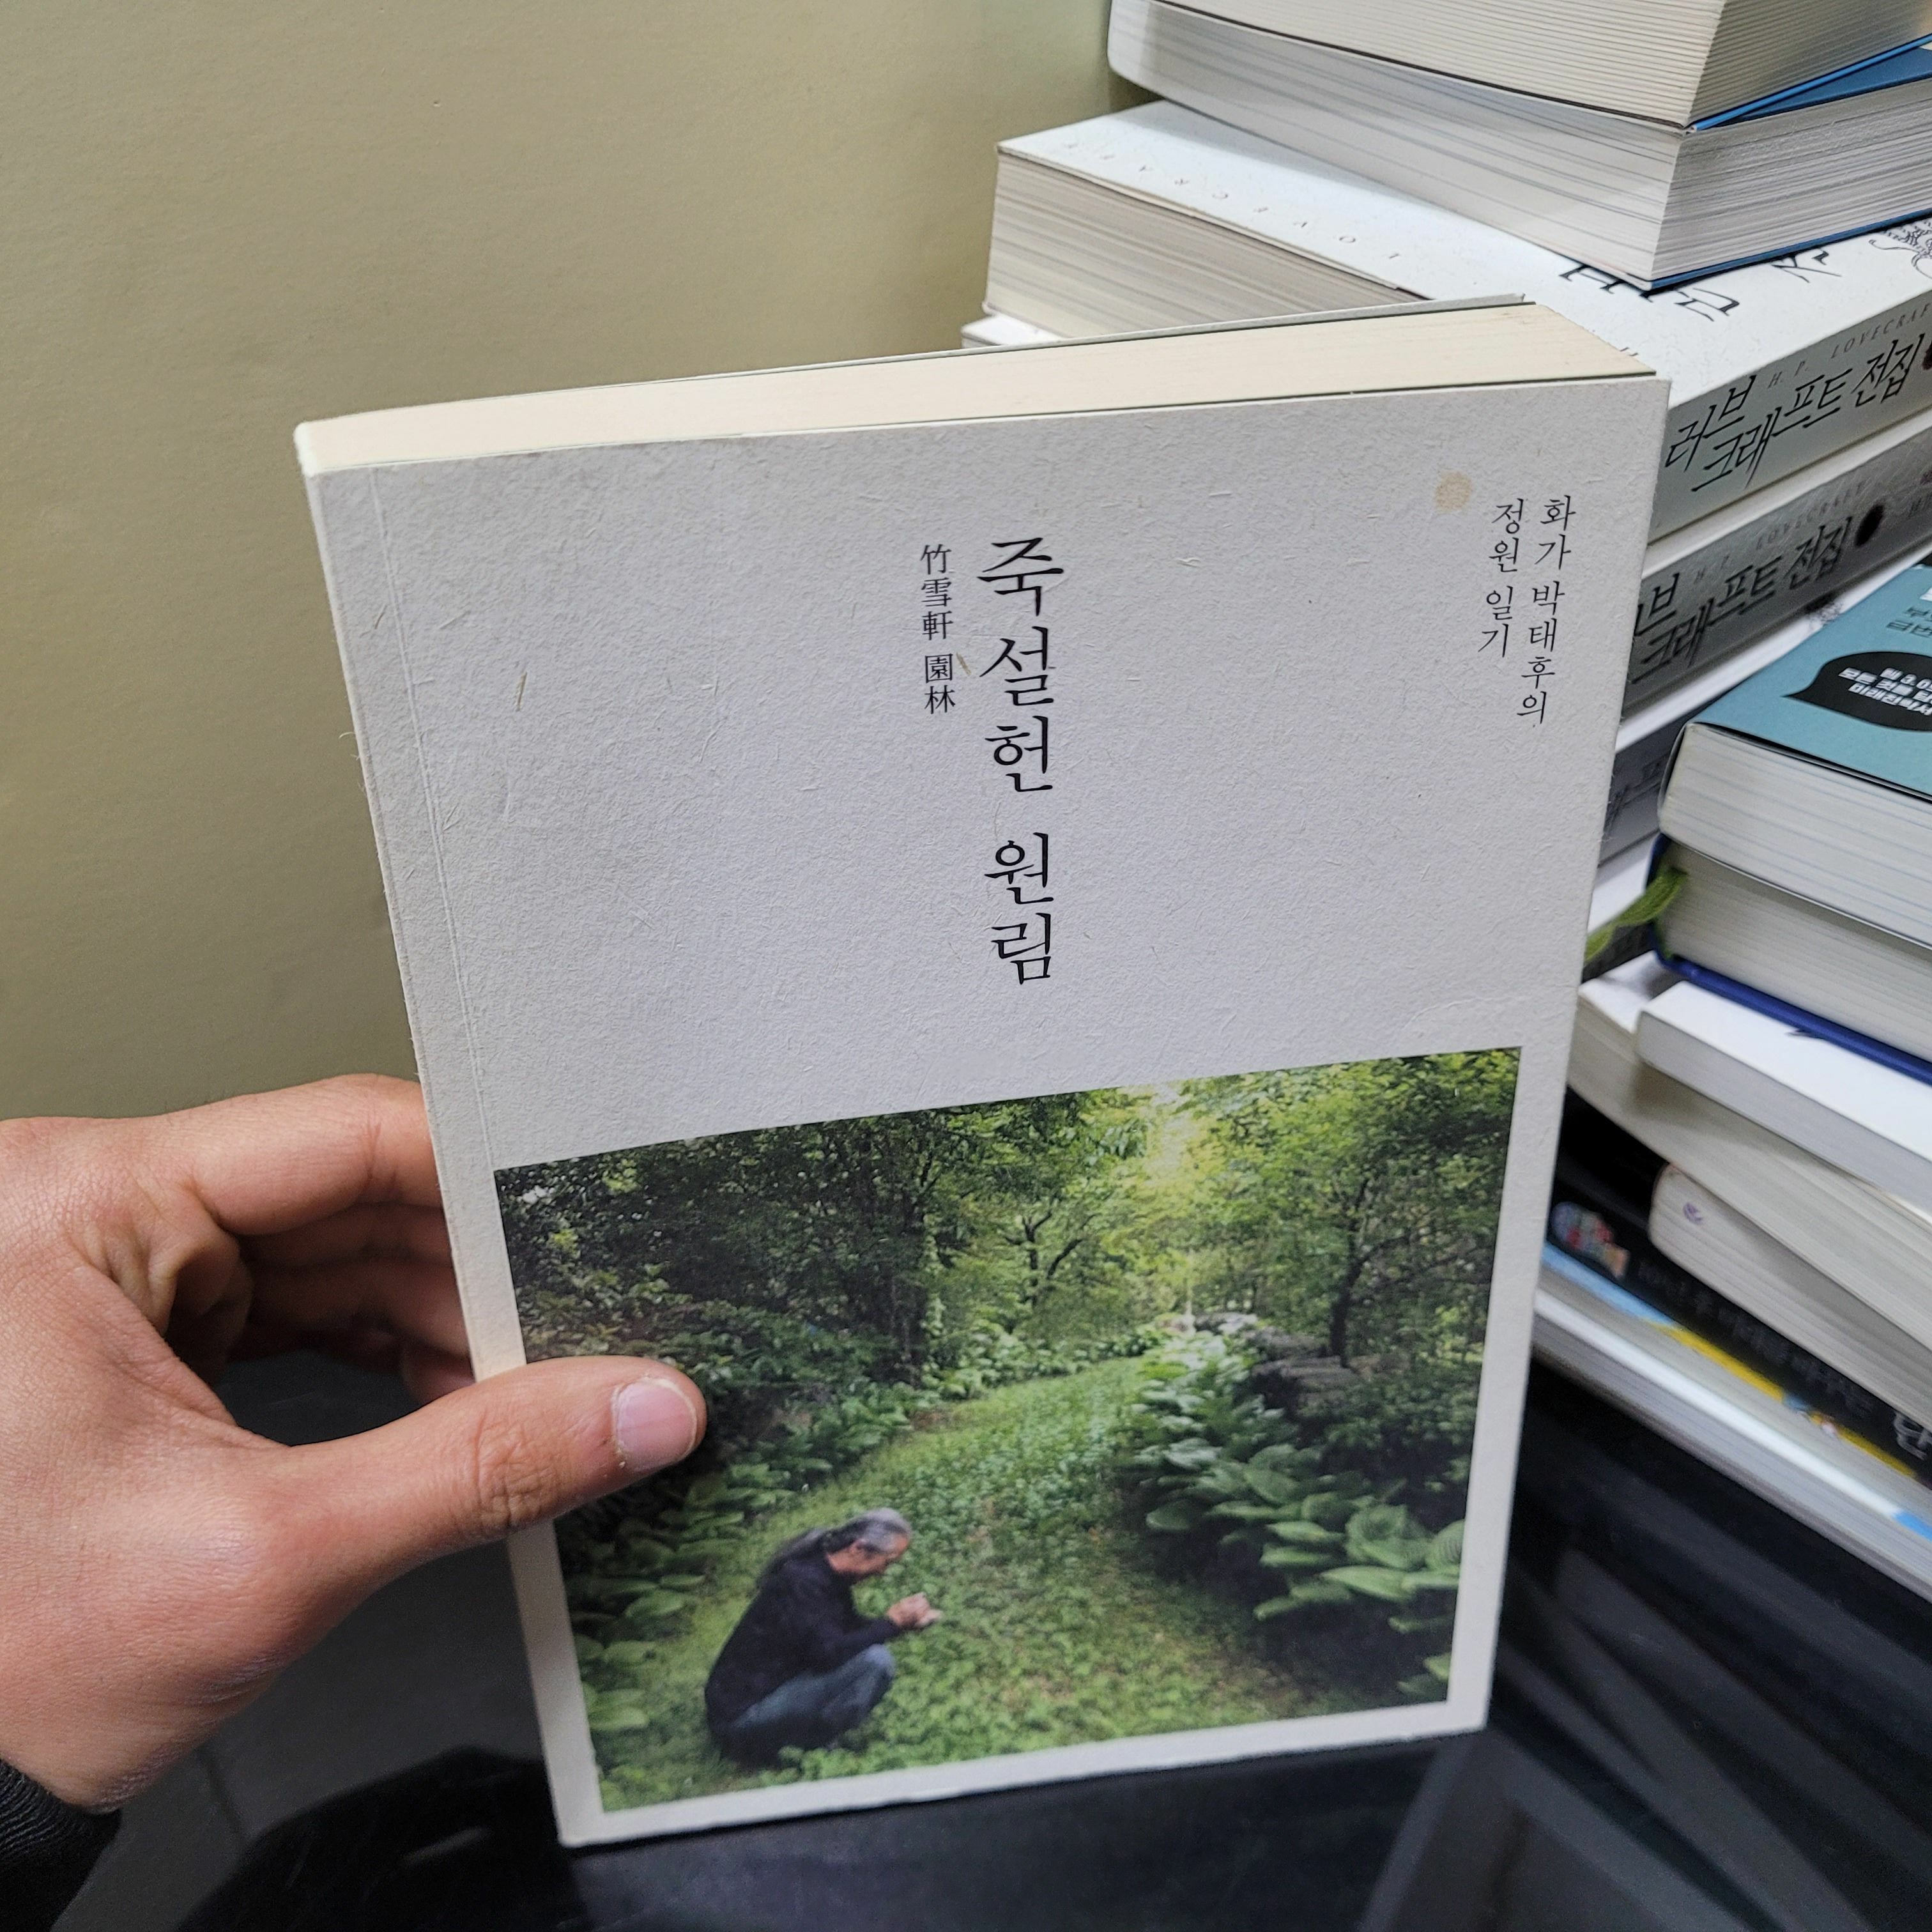 화가 박태후의
정원 일기
죽설헌 원림
竹雪軒 園林
H. P. LOVECRAFT
러브
크래프트 전집
러브
크래프트 전집